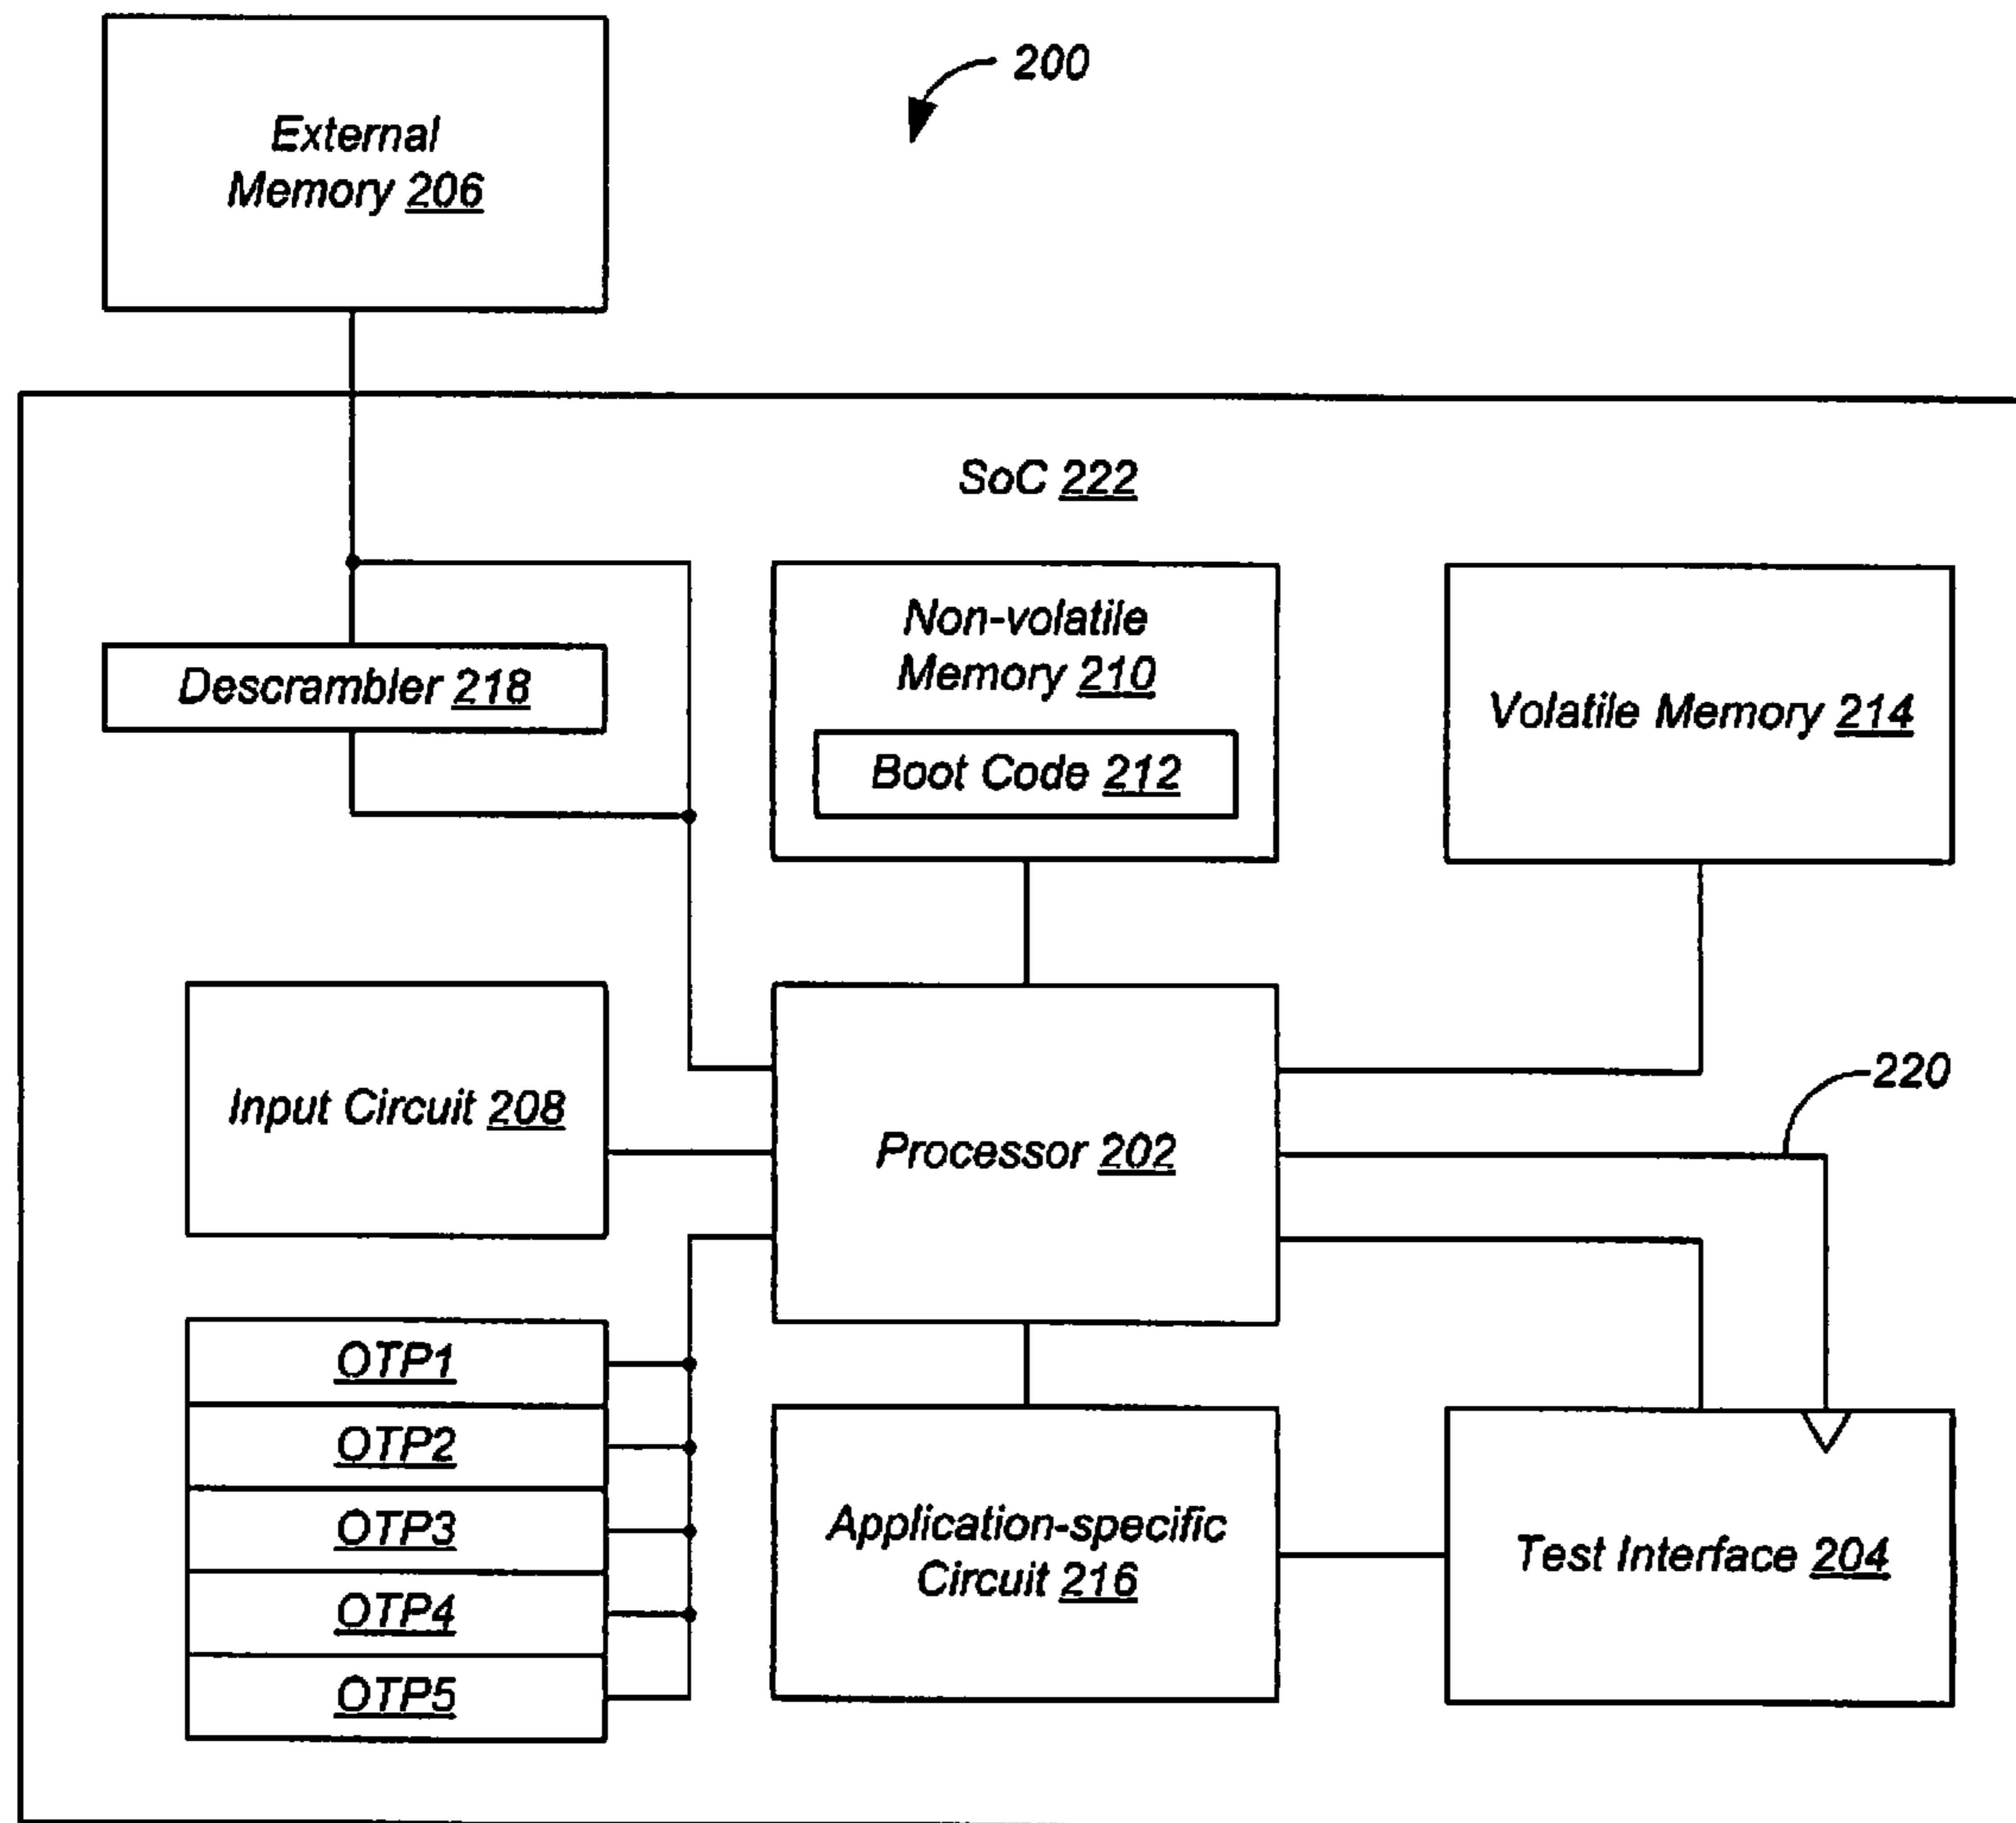 200
External
Memory 206
SoC 222
Non-volatile
Memory 210
Boot Code 212
Descrambler 218
Volatile Memory 214
220
Input Circuit 208
Processor 202
OTP1
OTP2
OTP3
OTP4
OTP5
Application-specific
Circuit 216
Test Interface 204